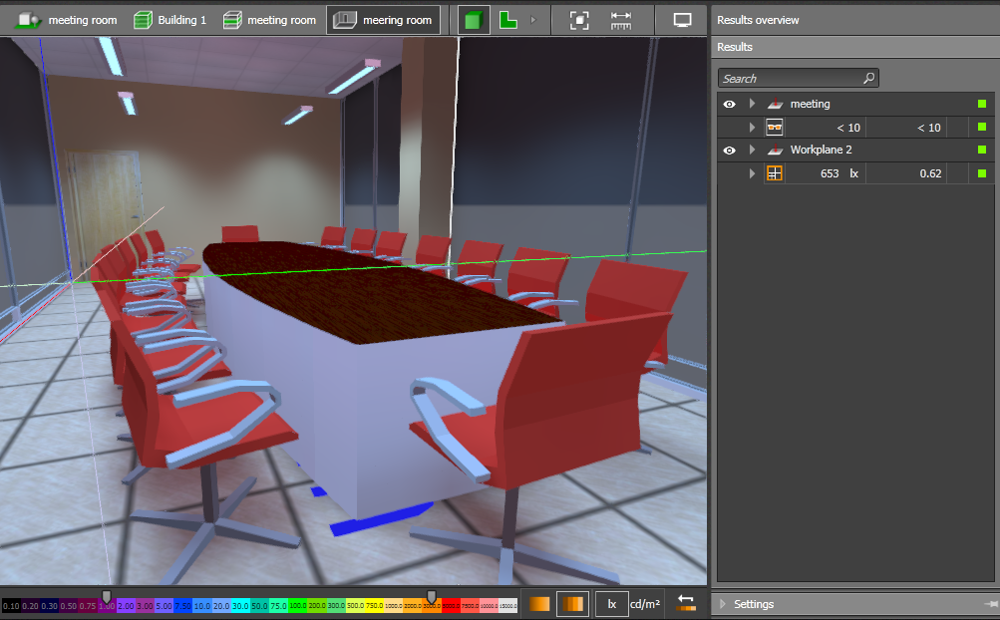 meeting room Building 1 meeting room meering room
Results overview
Results
Search
meeting
< 10 < 10
Workplane 2
653 lx 0.62
0.10 0.20 0.30 0.50 0.75 1.00 2.00 3.00 5.00 7.50 10.0 20.0 30.0 50.0 75.0 100.0 200.0 300.0 500.0 750.0 1000.0 2000.0 3000.0 5000.0 7500.0 10000.0 15000.0
lx cd/m²
Settings